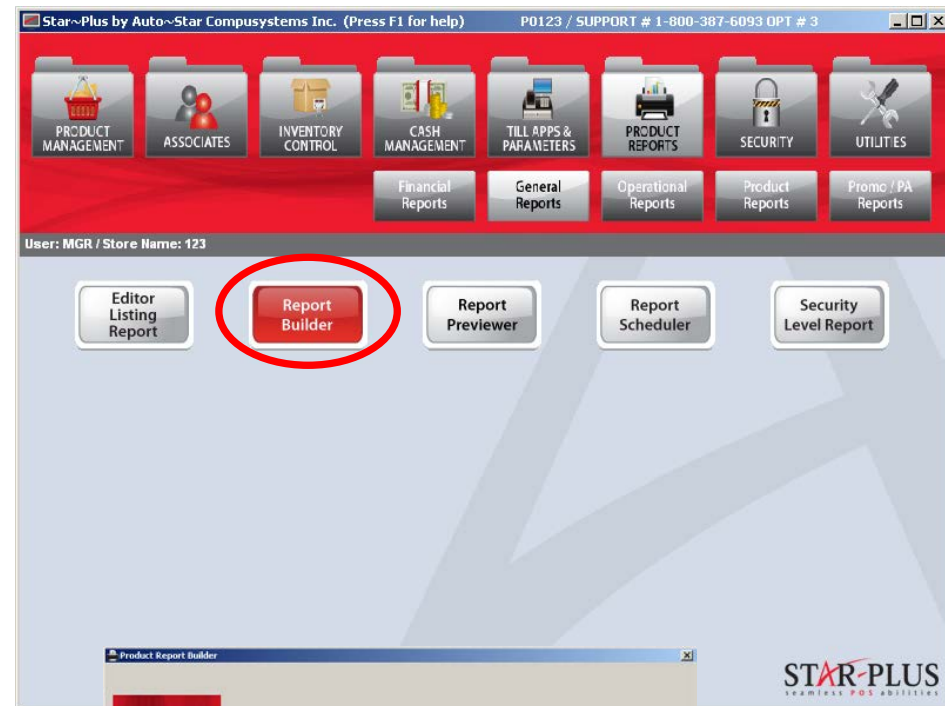 Star~Plus by Auto~Star Compusystems Inc. (Press F1 for help) P0123 / SUPPORT # 1-800-387-6093 OPT # 3
PRODUCT
MANAGEMENT
ASSOCIATES
INVENTORY
CONTROL
CASH
MANAGEMENT
TILL APPS &
PARAMETERS
PRODUCT
REPORTS
SECURITY
UTILITIES
Financial
Reports
General
Reports
Operational
Reports
Product
Reports
Promo / PA
Reports
User: MGR / Store Name: 123
Editor
Listing
Report
Report
Builder
Report
Previewer
Report
Scheduler
Security
Level Report
Product Report Builder
STAR-PLUS
seamless POS abilities